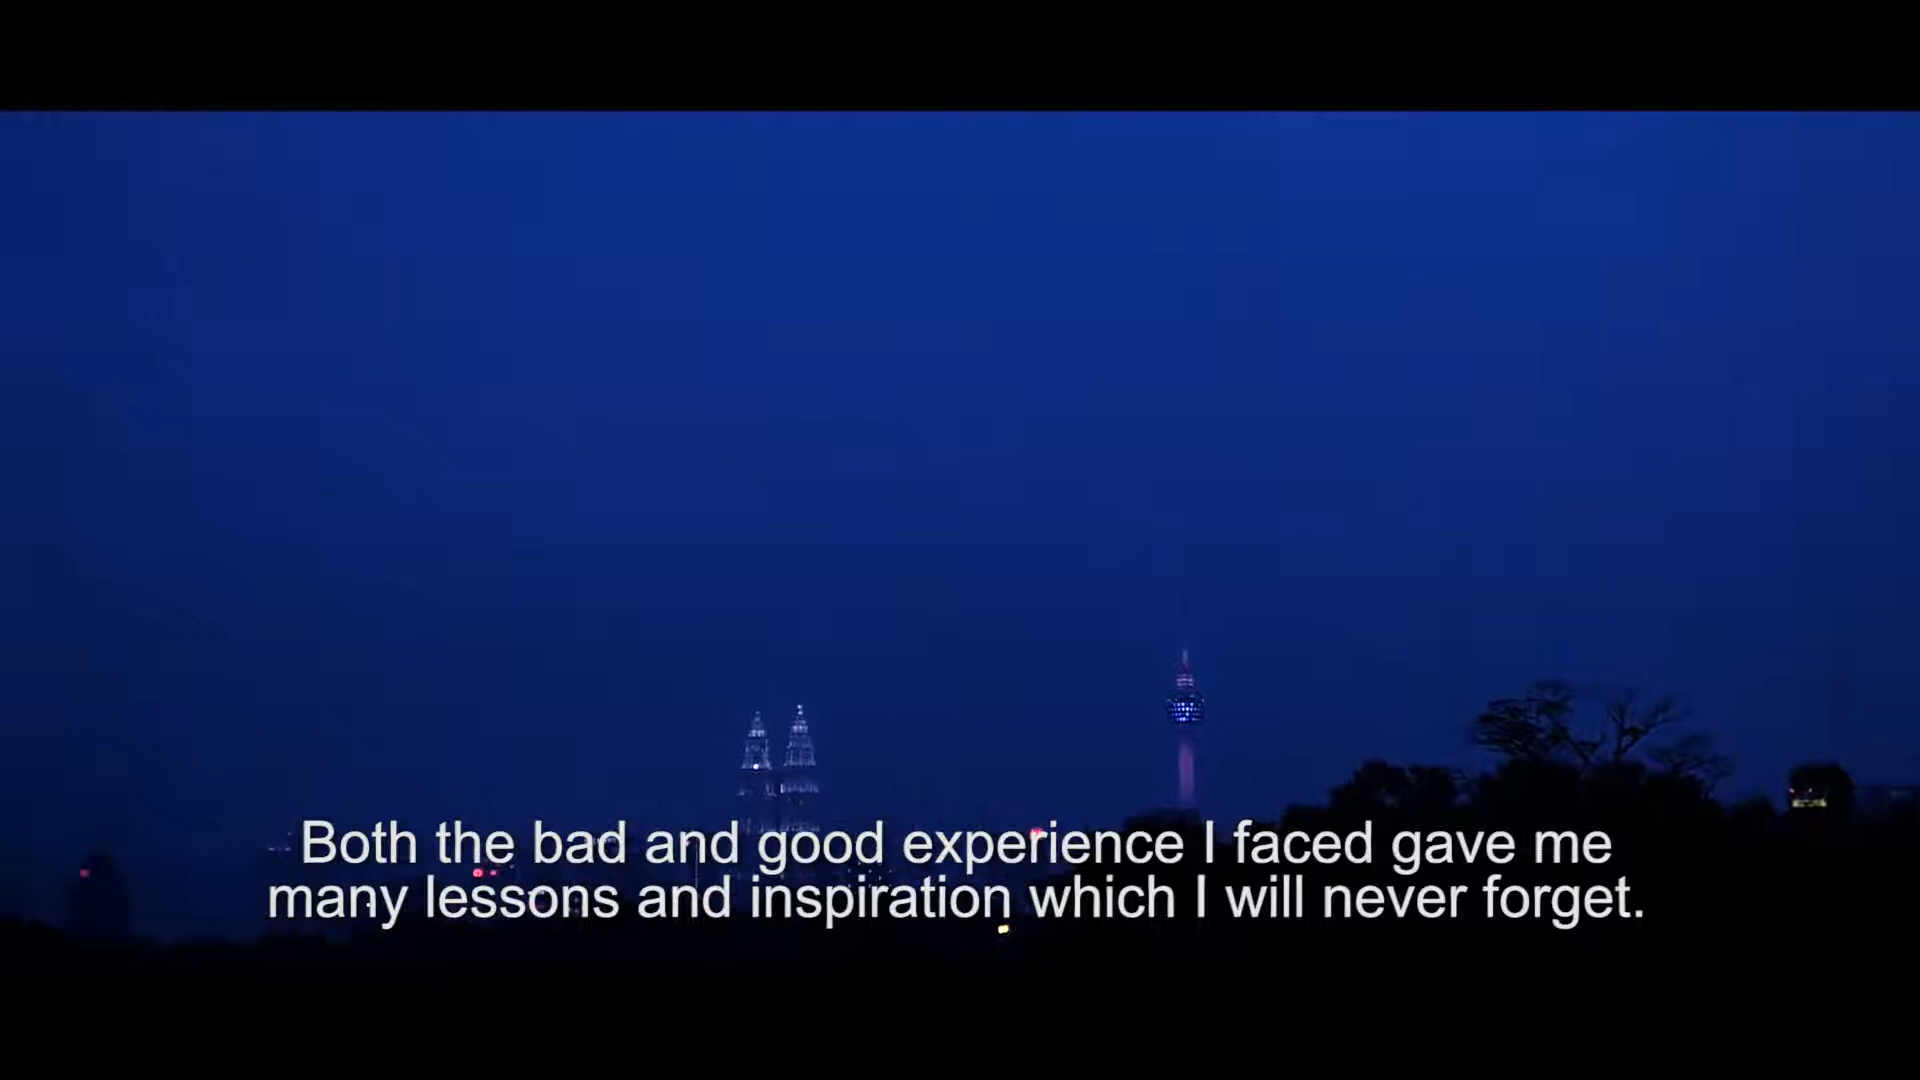 Both the bad and good experience I faced gave me
many lessons and inspiration which I will never forget.